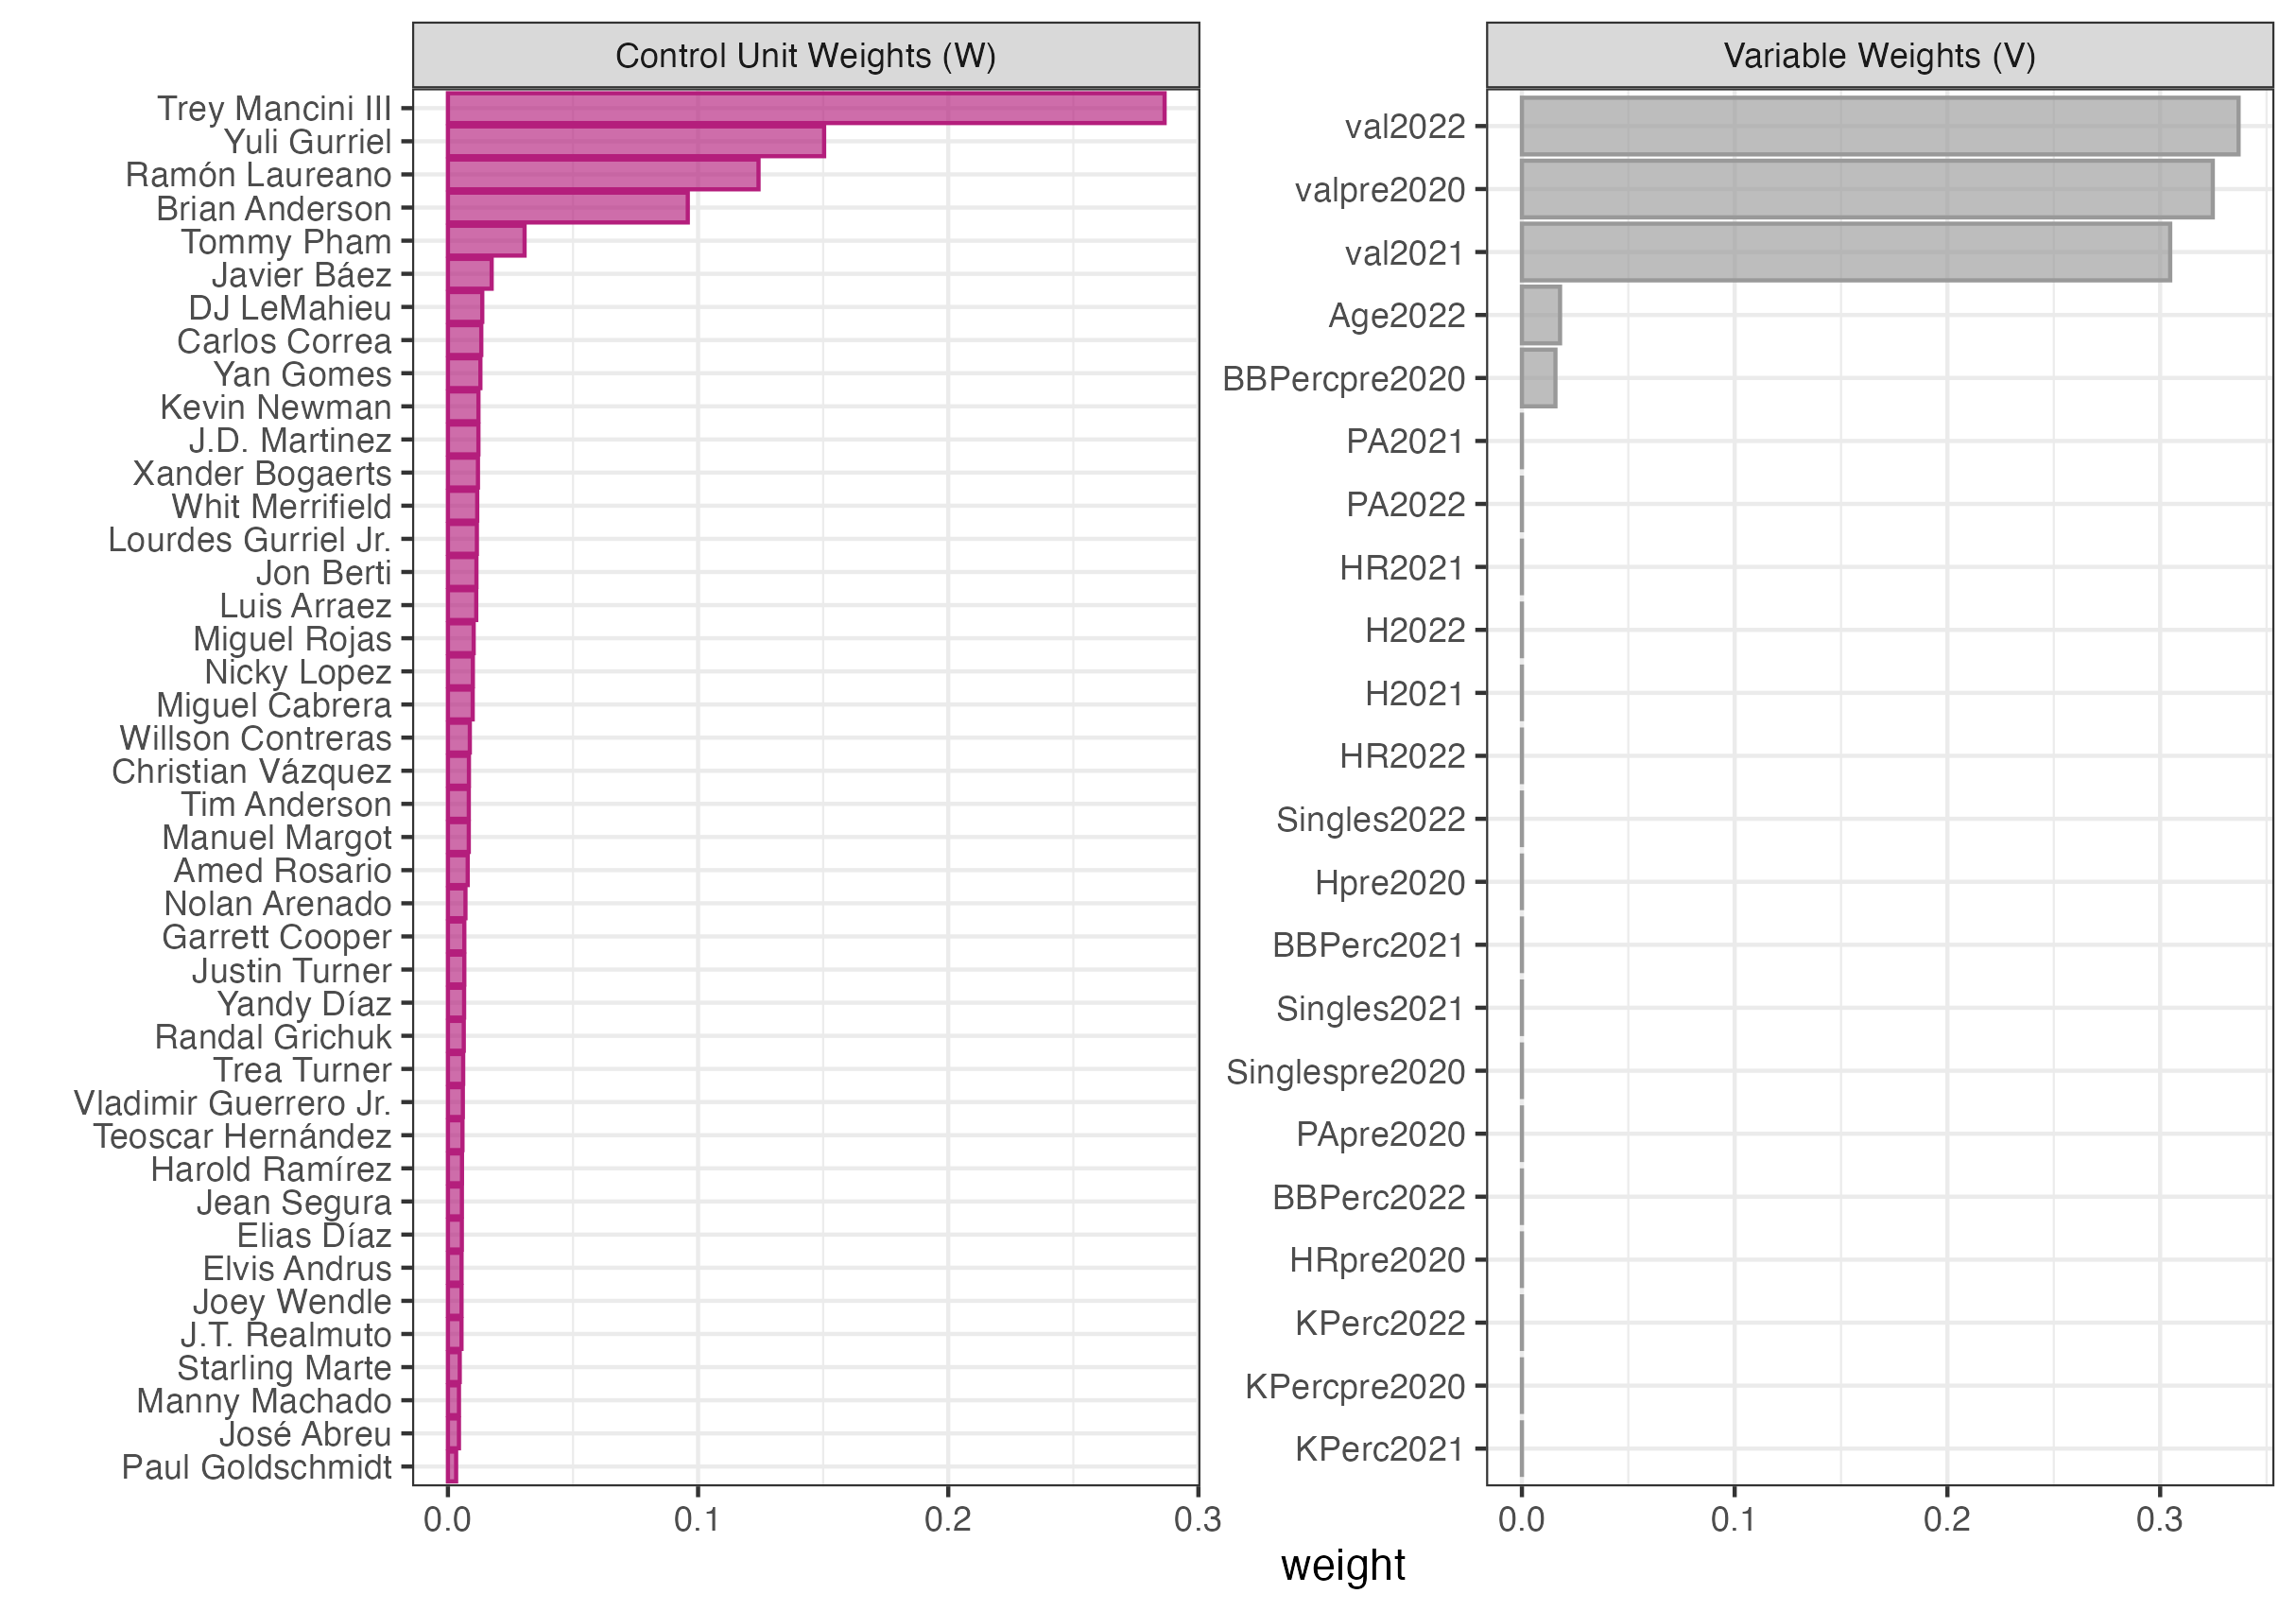 Control Unit Weights (W)
Trey Mancini III
Yuli Gurriel
Ramón Laureano
Brian Anderson
Tommy Pham
Javier Báez
DJ LeMahieu
Carlos Correa
Yan Gomes
Kevin Newman
J.D. Martinez
Xander Bogaerts
Whit Merrifield
Lourdes Gurriel Jr.
Jon Berti
Luis Arraez
Miguel Rojas
Nicky Lopez
Miguel Cabrera
Willson Contreras
Christian Vázquez
Tim Anderson
Manuel Margot
Amed Rosario
Nolan Arenado
Garrett Cooper
Justin Turner
Yandy Díaz
Randal Grichuk
Trea Turner
Vladimir Guerrero Jr.
Teoscar Hernández
Harold Ramírez
Jean Segura
Elias Díaz
Elvis Andrus
Joey Wendle
J.T. Realmuto
Starling Marte
Manny Machado
José Abreu
Paul Goldschmidt
0.0 0.1 0.2 0.3
Variable Weights (V)
val2022
valpre2020
val2021
Age2022
BBPercpre2020
PA2021
PA2022
HR2021
H2022
H2021
HR2022
Singles2022
Hpre2020
BBPerc2021
Singles2021
Singlespre2020
PApre2020
BBPerc2022
HRpre2020
KPerc2022
KPercpre2020
KPerc2021
0.0 0.1 0.2 0.3
weight